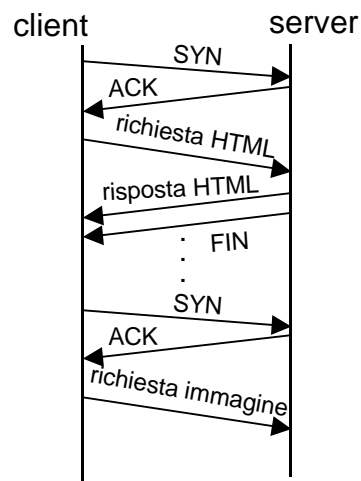 client
server
SYN
ACK
richiesta HTML
risposta HTML
FIN
SYN
ACK
richiesta immagine